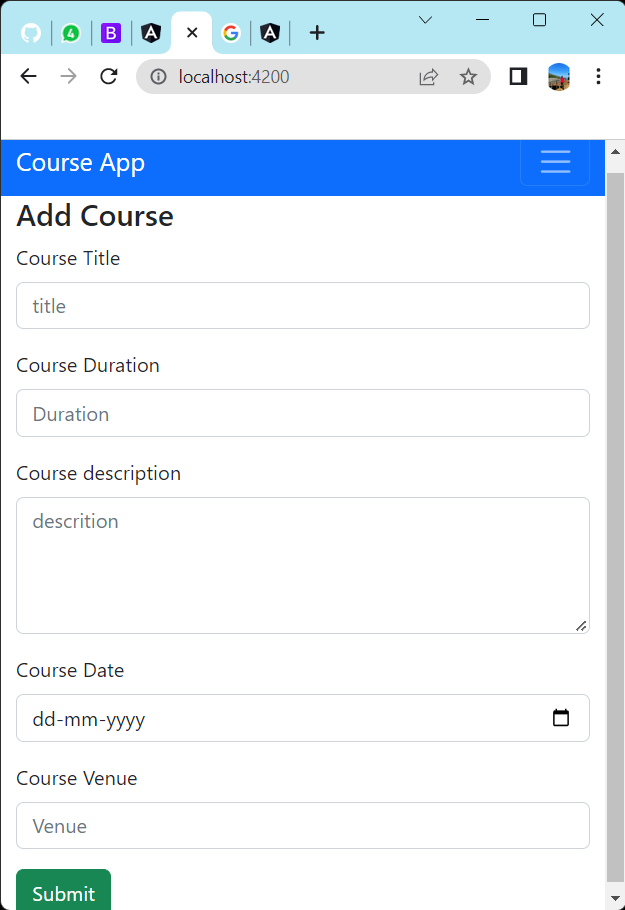 4
B
A
G
A
localhost:4200
Course App
Add Course
Course Title
title
Course Duration
Duration
Course description
descrition
Course Date
dd-mm-yyyy
Course Venue
Venue
Submit